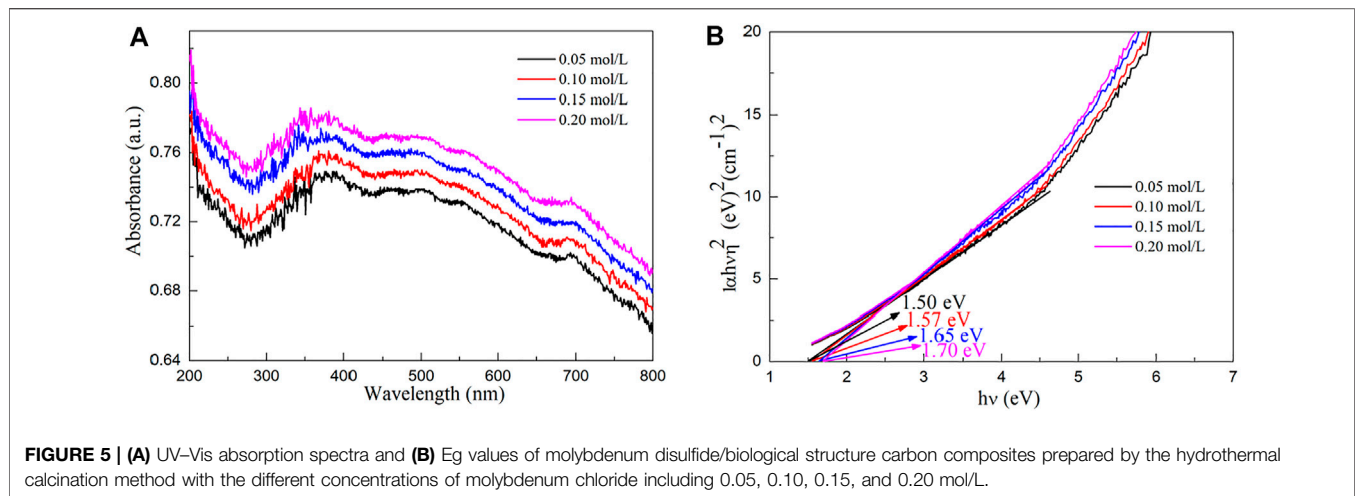 A
0.80
0.76
0.72
0.68
0.64
Absorbance (a.u.)
0.05 mol/L
0.10 mol/L
0.15 mol/L
0.20 mol/L
200 300 400 500 600 700 800
Wavelength (nm)
B
20
15
10
5
0
lαhνη² (eV)²(cm⁻¹)²
0.05 mol/L
0.10 mol/L
0.15 mol/L
0.20 mol/L
1.50 eV
1.57 eV
1.65 eV
1.70 eV
1 2 3 4 5 6 7
hν (eV)
FIGURE 5 | (A) UV–Vis absorption spectra and (B) Eg values of molybdenum disulfide/biological structure carbon composites prepared by the hydrothermal
calcination method with the different concentrations of molybdenum chloride including 0.05, 0.10, 0.15, and 0.20 mol/L.